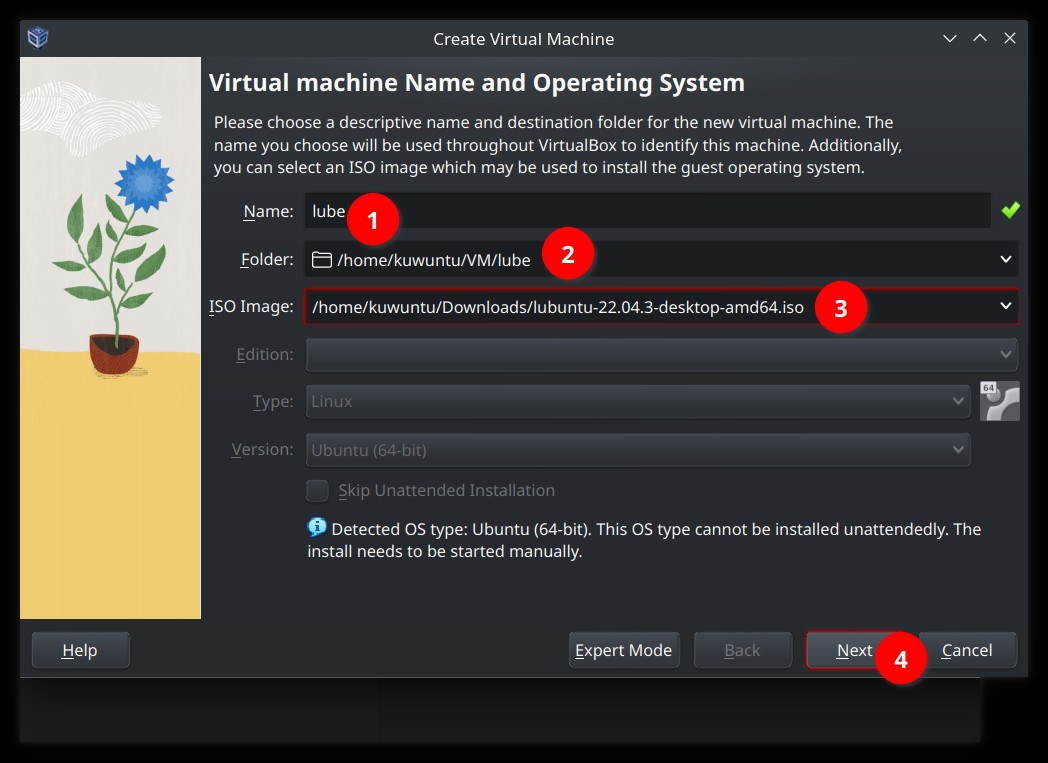 Create Virtual Machine
Virtual machine Name and Operating System
Please choose a descriptive name and destination folder for the new virtual machine. The
name you choose will be used throughout VirtualBox to identify this machine. Additionally,
you can select an ISO image which may be used to install the guest operating system.
Name: lube 1
Folder: /home/kuwuntu/VM/lube 2
ISO Image: /home/kuwuntu/Downloads/lubuntu-22.04.3-desktop-amd64.iso 3
Edition:
Type: Linux 64
Version: Ubuntu (64-bit)
Skip Unattended Installation
Detected OS type: Ubuntu (64-bit). This OS type cannot be installed unattendedly. The
install needs to be started manually.
Help Expert Mode Back Next 4 Cancel